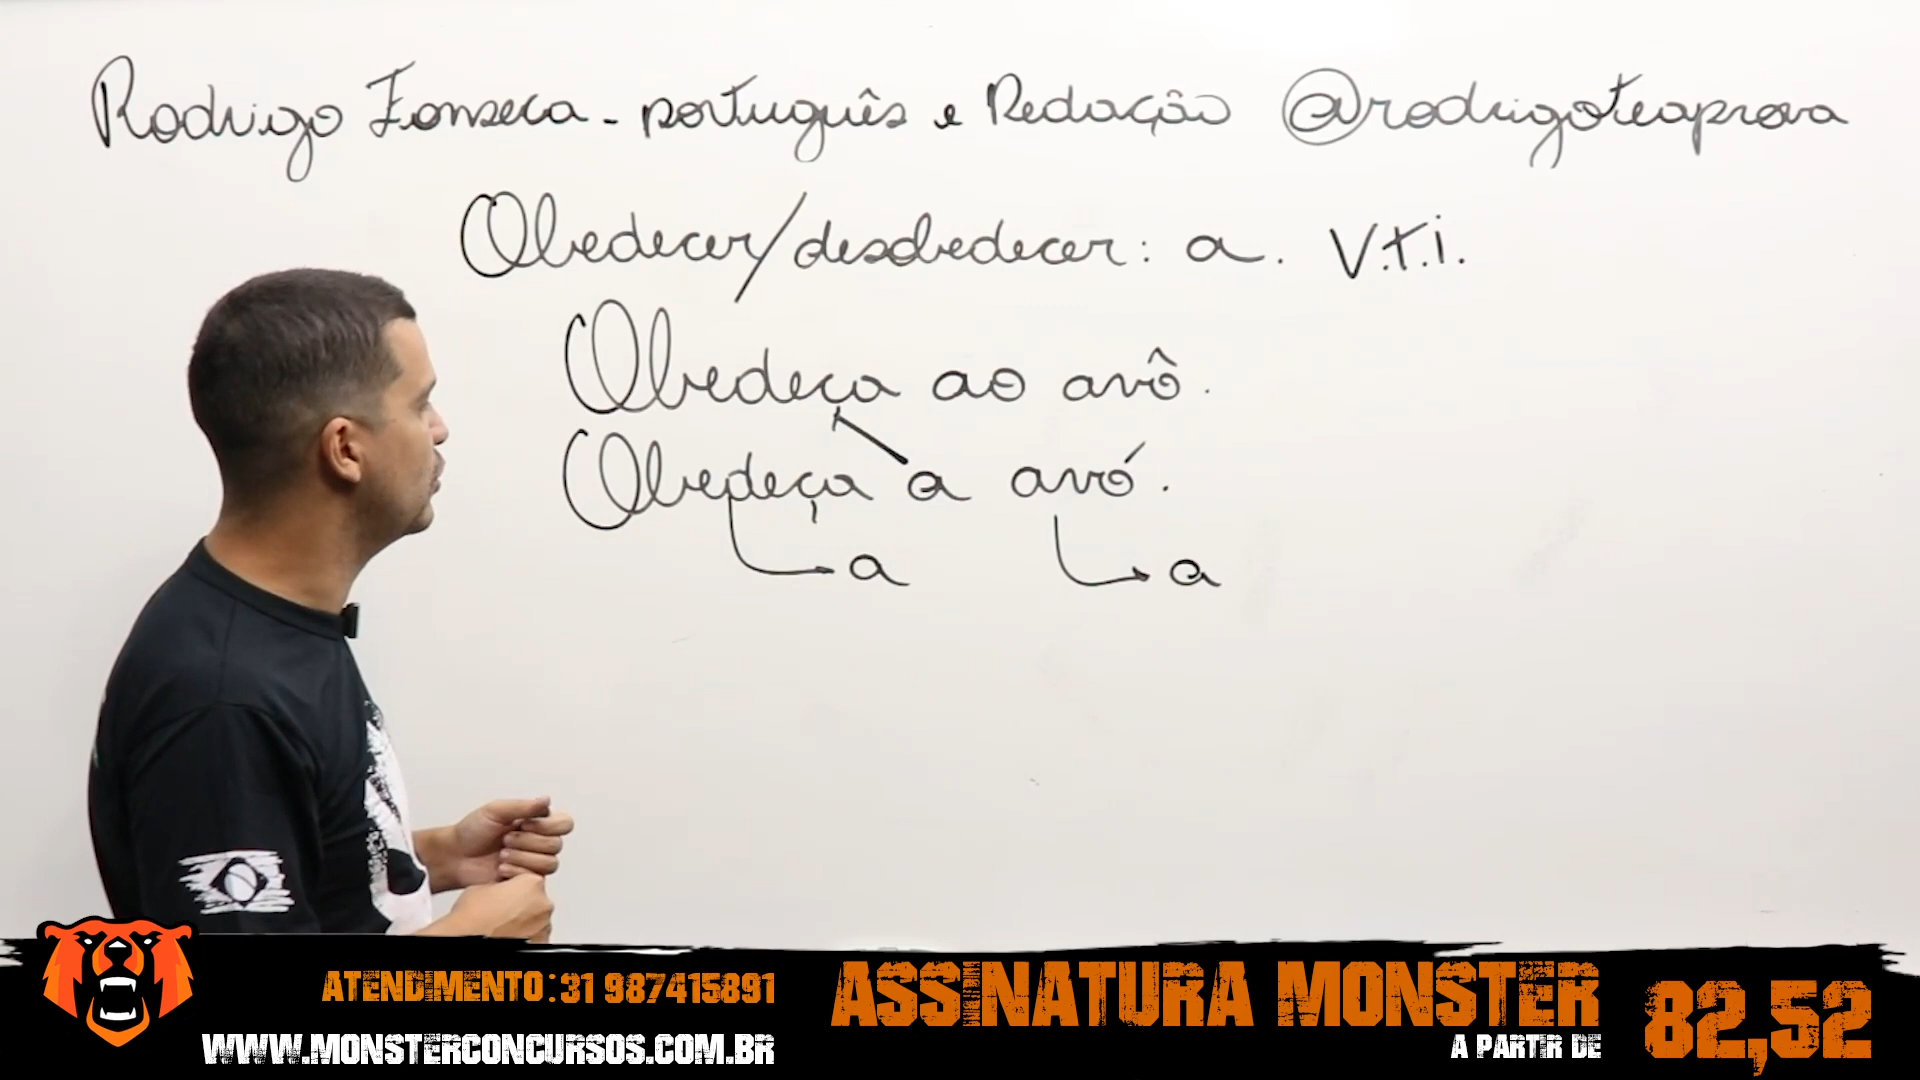 Rodrigo Fonseca - português e Redação @rodrigoteaprova
Obedecer/desobedecer: a. V.T.i.
Obedeça ao avô.
Obedeça a avó.
a a
ATENDIMENTO: 31 987415891
WWW.MONSTERCONCURSOS.COM.BR
ASSINATURA MONSTER
A PARTIR DE
82,52